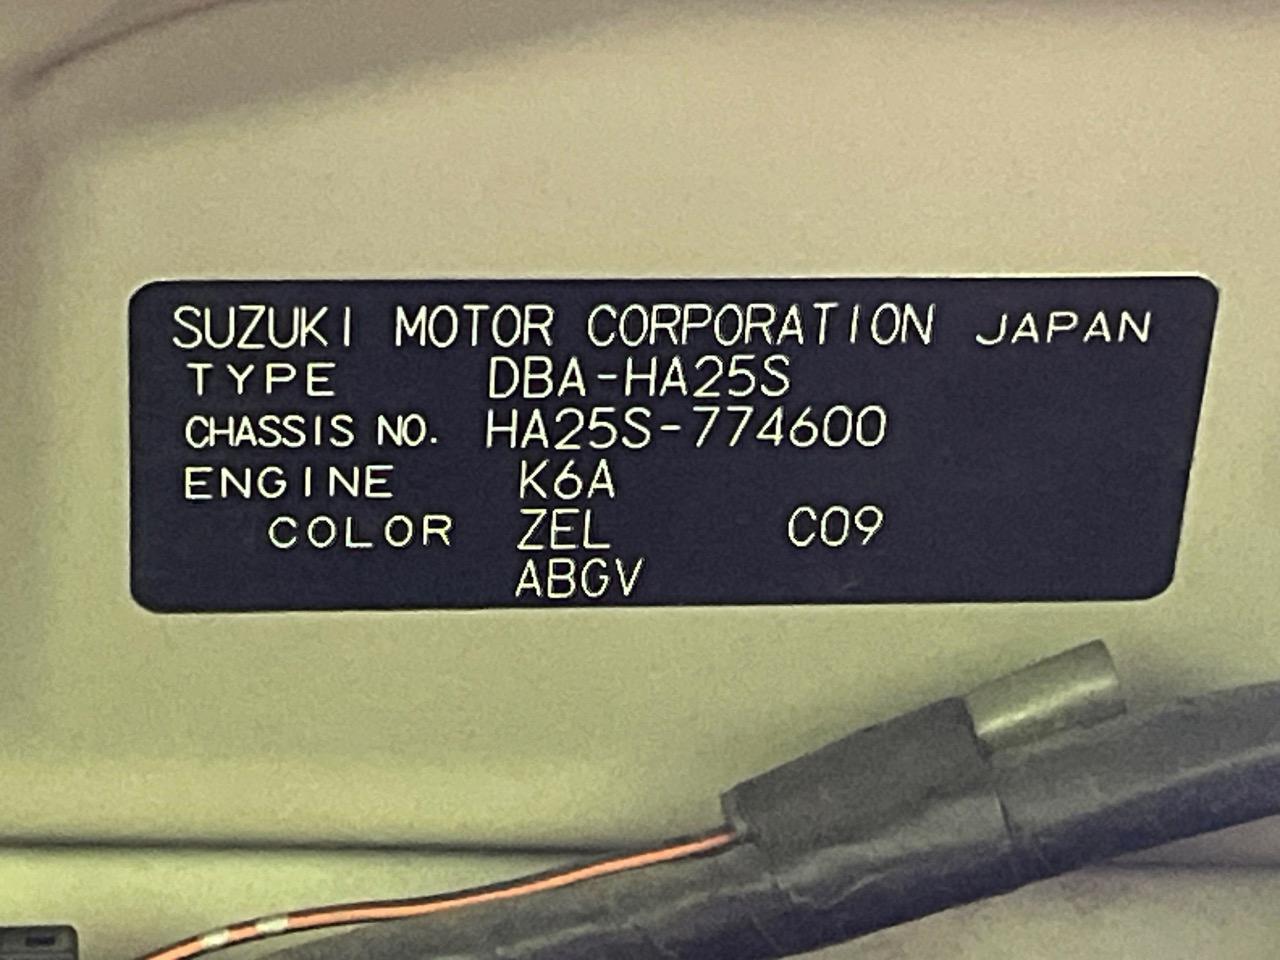 SUZUKI MOTOR CORPORATION JAPAN
TYPE DBA-HA25S
CHASSIS NO. HA25S-774600
ENGINE K6A
COLOR ZEL C09
ABGV